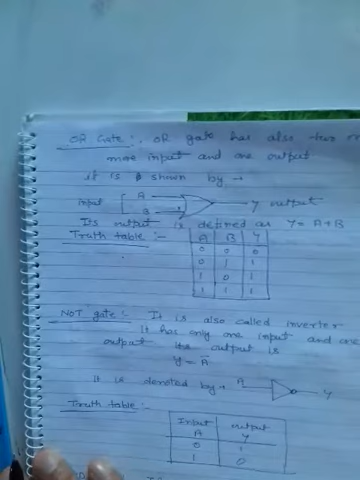 OR Gate :- OR gate has also two or
more input and one output
it is shown by →
input A B Y output
Its output is defined as Y = A+B
Truth table :-
A B Y
0 0 0
0 1 1
1 0 1
1 1 1
NOT gate :- It is also called inverter
It has only one input and one
output its output is
Y = A̅
It is denoted by → A Y
Truth table :-
Input output
A Y
0 1
1 0